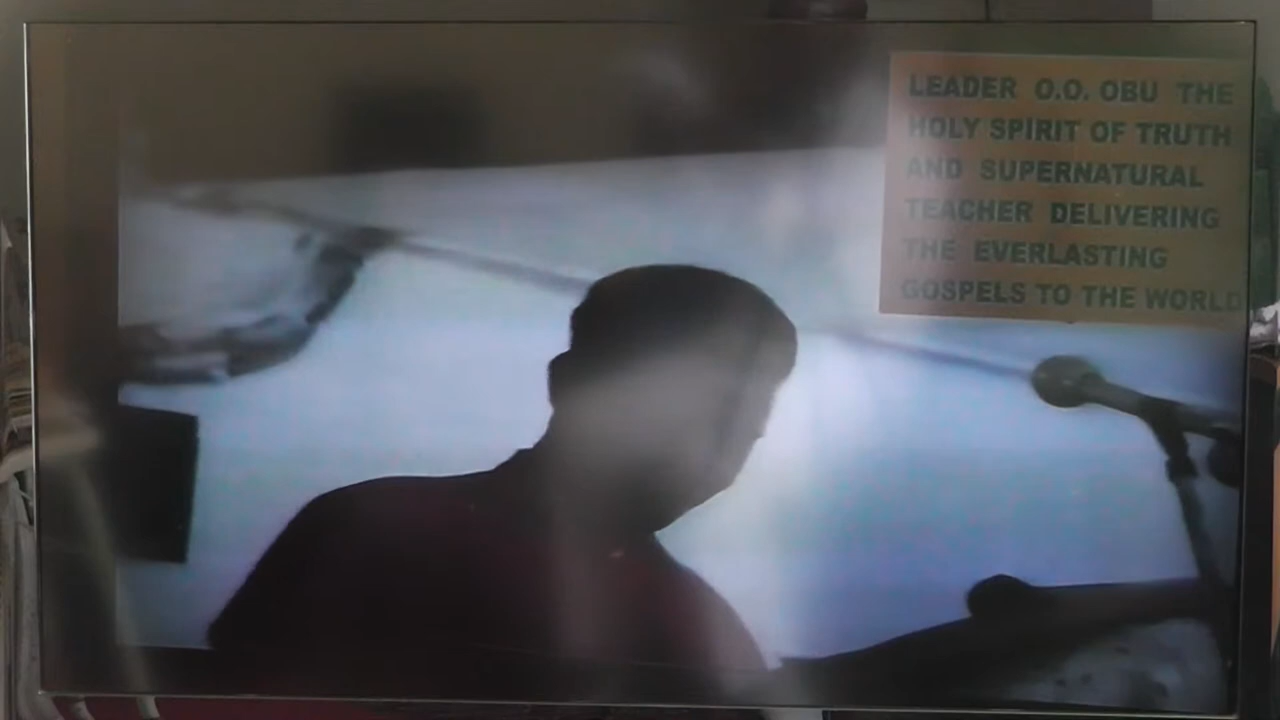 LEADER O.O. OBU THE
HOLY SPIRIT OF TRUTH
AND SUPERNATURAL
TEACHER DELIVERING
THE EVERLASTING
GOSPELS TO THE WORLD